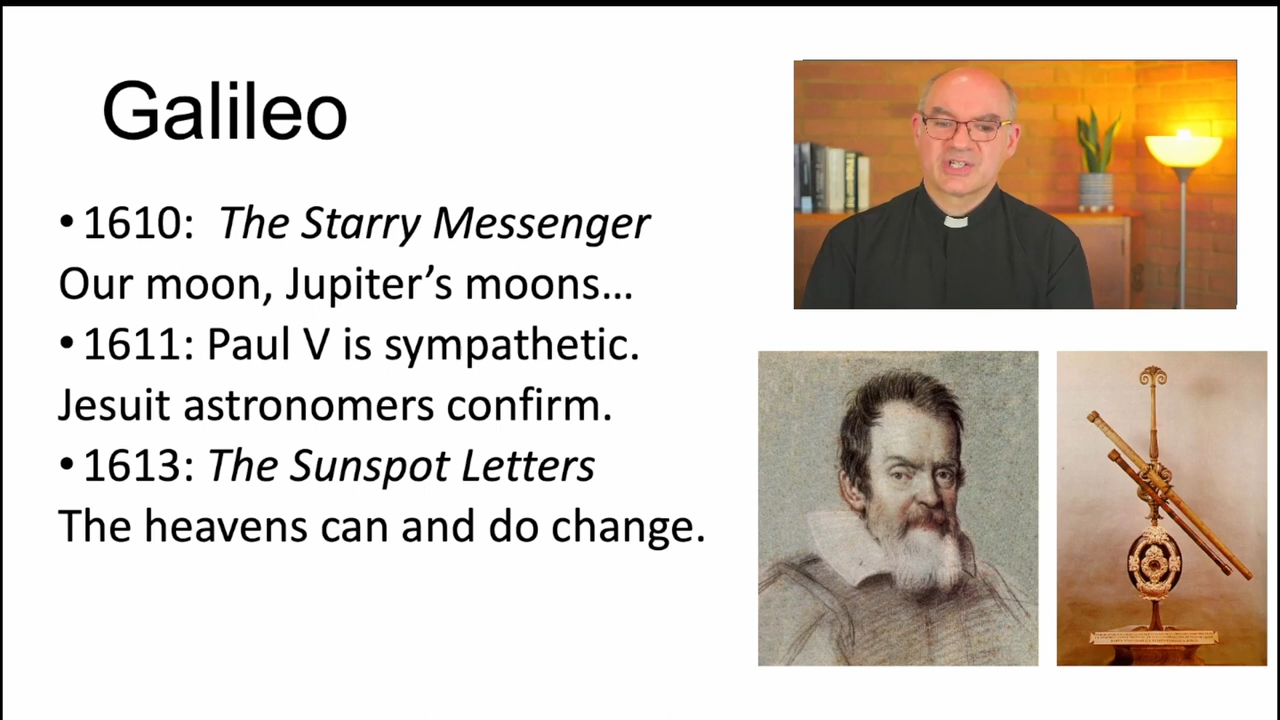 Galileo
• 1610: The Starry Messenger
Our moon, Jupiter’s moons…
• 1611: Paul V is sympathetic.
Jesuit astronomers confirm.
• 1613: The Sunspot Letters
The heavens can and do change.